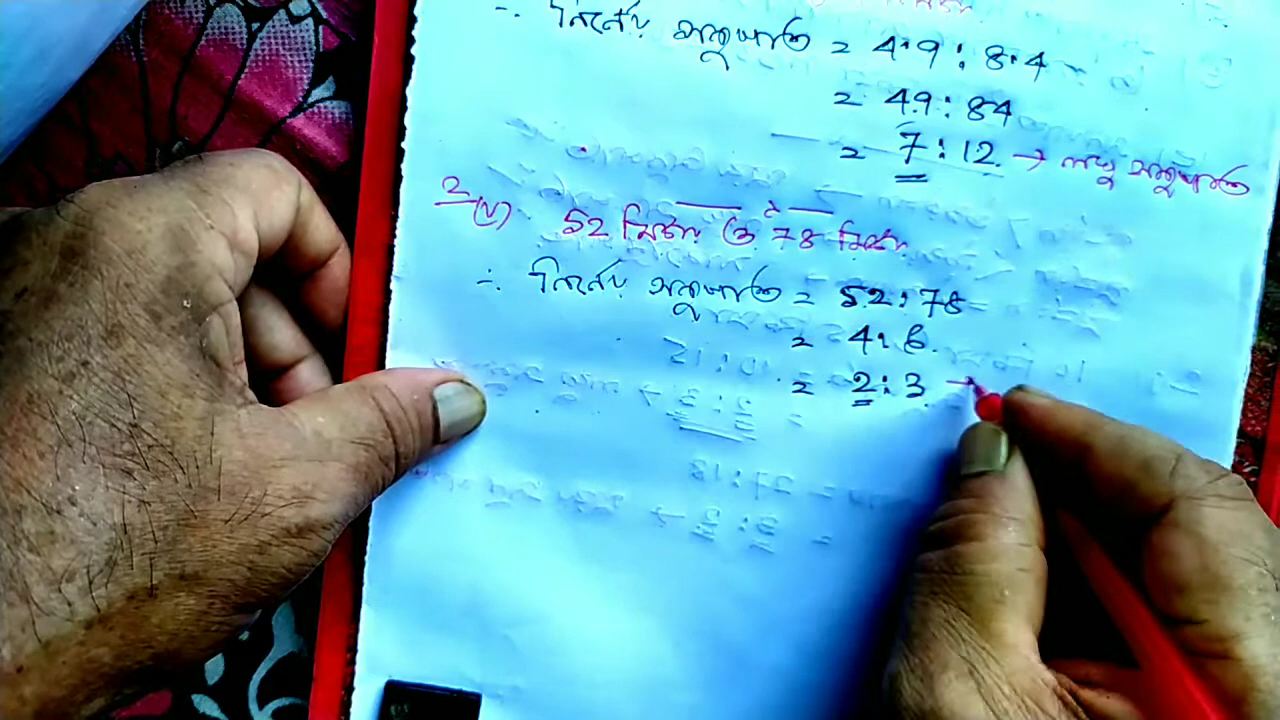 ∴ নির্ণেয় অনুপাত = 4.9 : 8.4
= 49 : 84
= 7 : 12 → লঘু অনুপাত
2 52 মিটার ও 78 মিটার
∴ নির্ণেয় অনুপাত = 52 : 78
= 4 : 6
= 2 : 3 →